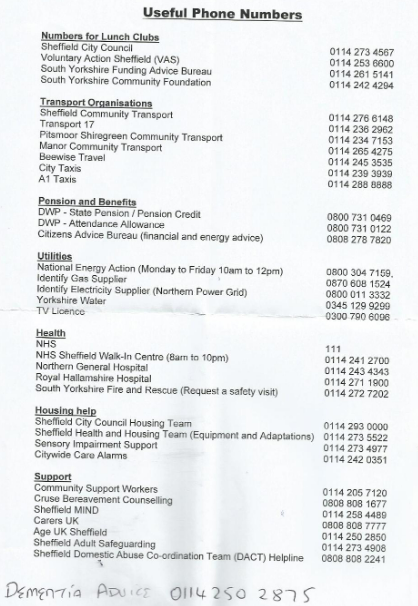 Useful Phone Numbers
Numbers for Lunch Clubs
Sheffield City Council 0114 273 4567
Voluntary Action Sheffield (VAS) 0114 253 6600
South Yorkshire Funding Advice Bureau 0114 261 5141
South Yorkshire Community Foundation 0114 242 4294
Transport Organisations
Sheffield Community Transport 0114 276 6148
Transport 17 0114 236 2962
Pitsmoor Shiregreen Community Transport 0114 234 7153
Manor Community Transport 0114 265 4275
Beewise Travel 0114 245 3535
City Taxis 0114 239 3939
A1 Taxis 0114 288 8888
Pension and Benefits
DWP - State Pension / Pension Credit 0800 731 0469
DWP - Attendance Allowance 0800 731 0122
Citizens Advice Bureau (financial and energy advice) 0808 278 7820
Utilities
National Energy Action (Monday to Friday 10am to 12pm) 0800 304 7159.
Identify Gas Supplier 0870 608 1524
Identify Electricity Supplier (Northern Power Grid) 0800 011 3332
Yorkshire Water 0345 129 9299
TV Licence 0300 790 6096
Health
NHS 111
NHS Sheffield Walk-In Centre (8am to 10pm) 0114 241 2700
Northern General Hospital 0114 243 4343
Royal Hallamshire Hospital 0114 271 1900
South Yorkshire Fire and Rescue (Request a safety visit) 0114 272 7202
Housing help
Sheffield City Council Housing Team 0114 293 0000
Sheffield Health and Housing Team (Equipment and Adaptations) 0114 273 5522
Sensory Impairment Support 0114 273 4977
Citywide Care Alarms 0114 242 0351
Support
Community Support Workers 0114 205 7120
Cruse Bereavement Counselling 0808 808 1677
Sheffield MIND 0114 258 4489
Carers UK 0808 808 7777
Age UK Sheffield 0114 250 2850
Sheffield Adult Safeguarding 0114 273 4908
Sheffield Domestic Abuse Co-ordination Team (DACT) Helpline 0808 808 2241
DEMENTIA ADVICE 0114 250 2875